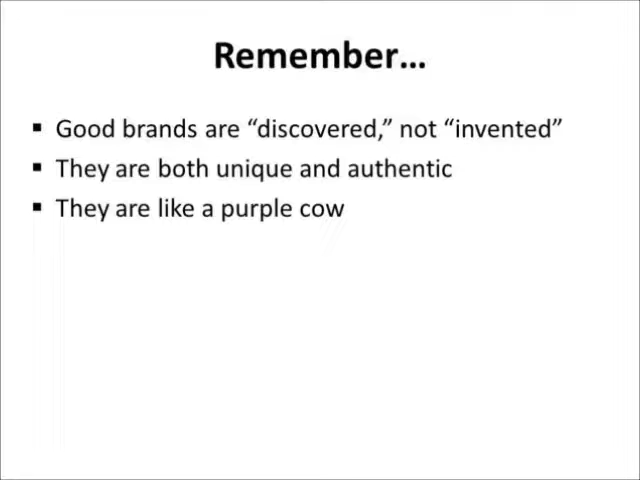 Remember…
▪ Good brands are “discovered,” not “invented”
▪ They are both unique and authentic
▪ They are like a purple cow